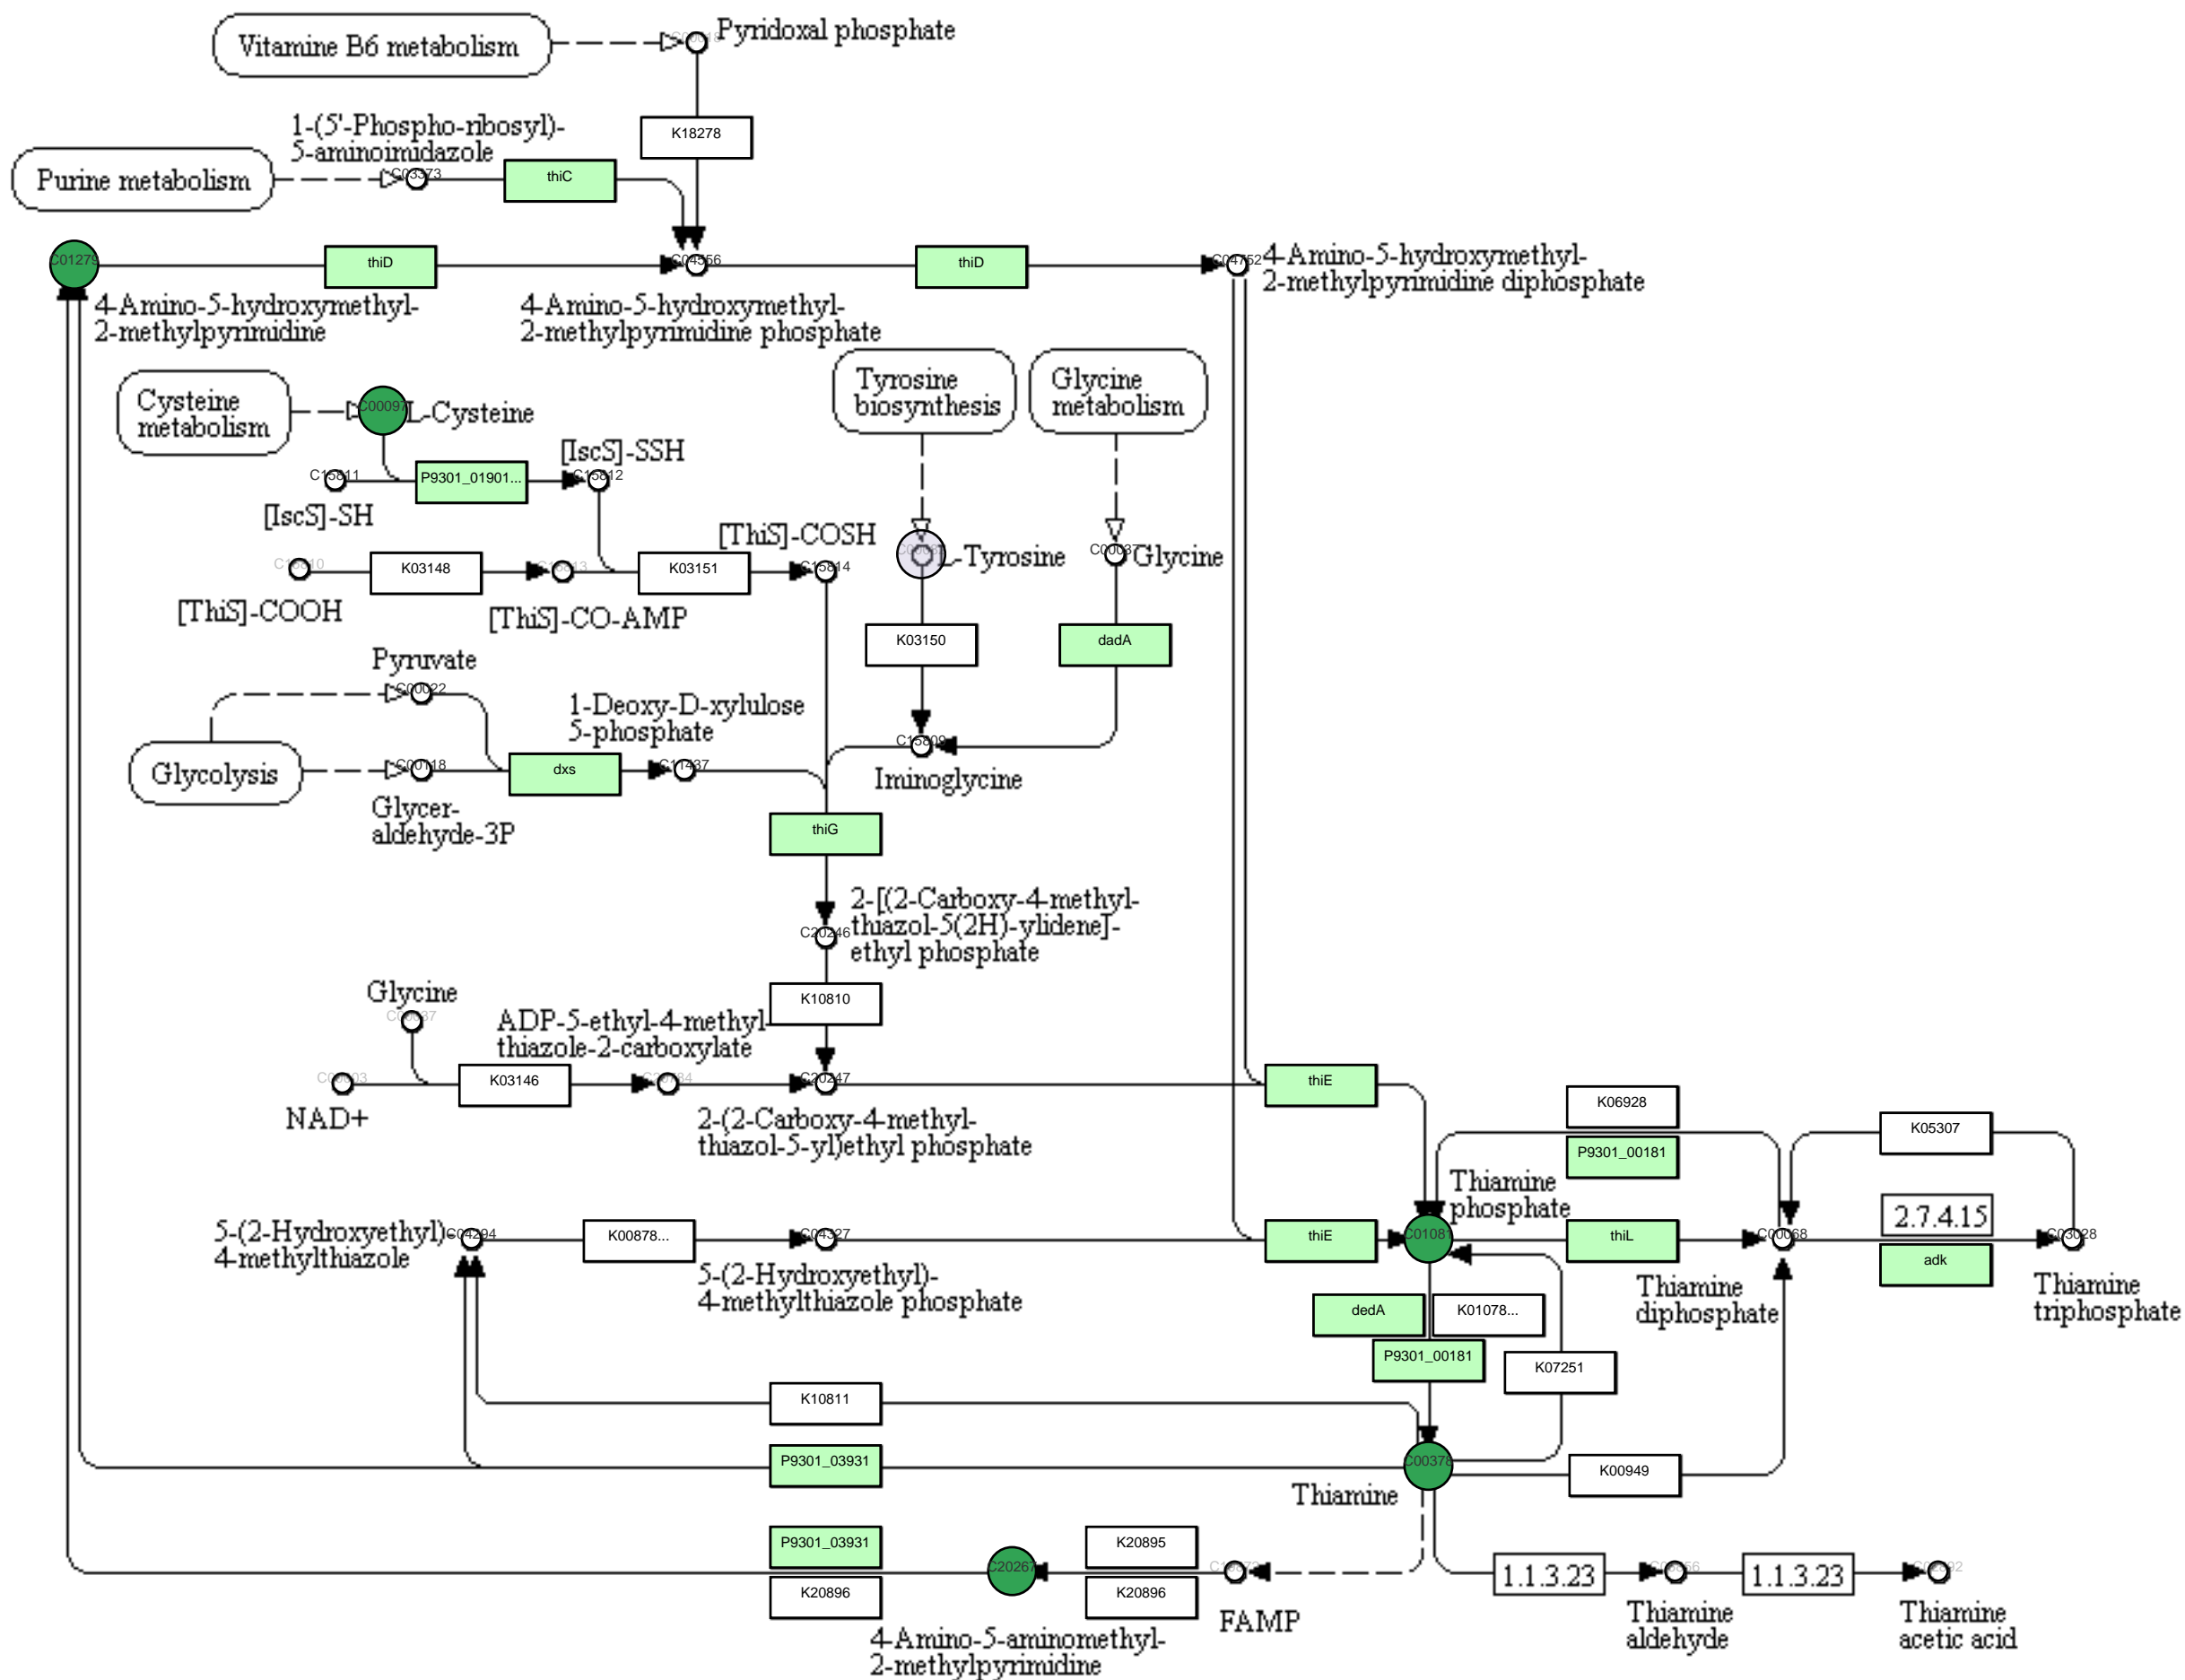 Vitamine B6 metabolism
Pyridoxal phosphate
K18278
1-(5'-Phospho-ribosyl)-
5-aminoimidazole
Purine metabolism
C03373
thiC
C01279
thiD
C04556
thiD
C04752
4-Amino-5-hydroxymethyl-
2-methylpyrimidine diphosphate
4-Amino-5-hydroxymethyl-
2-methylpyrimidine
4-Amino-5-hydroxymethyl-
2-methylpyrimidine phosphate
Cysteine
metabolism
C00097
L-Cysteine
Tyrosine
biosynthesis
Glycine
metabolism
[IscS]-SSH
C15811
P9301_01901...
C15812
[IscS]-SH
[ThiS]-COSH
L-Tyrosine
C00037
Glycine
C15810
K03148
K03151
C15814
[ThiS]-COOH
[ThiS]-CO-AMP
K03150
dadA
Pyruvate
C00022
1-Deoxy-D-xylulose
5-phosphate
C15809
Iminoglycine
Glycolysis
C00118
dxs
C11437
Glycer-
aldehyde-3P
thiG
2-[(2-Carboxy-4-methyl-
thiazol-5(2H)-ylidene]-
ethyl phosphate
C20246
Glycine
C00037
K10810
ADP-5-ethyl-4-methyl-
thiazole-2-carboxylate
C00003
K03146
C20247
thiE
NAD+
2-(2-Carboxy-4-methyl-
thiazol-5-yl)ethyl phosphate
K06928
K05307
P9301_00181
Thiamine
phosphate
5-(2-Hydroxyethyl)-
4-methylthiazole
C04294
K00878...
C04327
thiE
C01081
thiL
C00068
2.7.4.15
C03028
adk
5-(2-Hydroxyethyl)-
4-methylthiazole phosphate
Thiamine
diphosphate
Thiamine
triphosphate
dedA
K01078...
P9301_00181
K07251
K10811
P9301_03931
C00378
K00949
Thiamine
P9301_03931
K20896
C20267
K20895
K20896
FAMP
1.1.3.23
1.1.3.23
4-Amino-5-aminomethyl-
2-methylpyrimidine
Thiamine
aldehyde
Thiamine
acetic acid